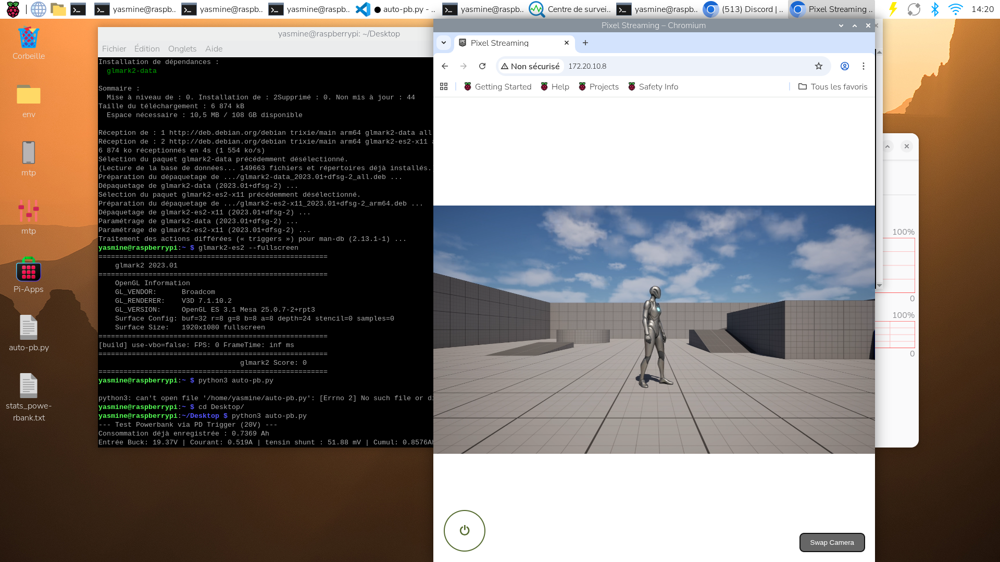 yasmine@raspb..
yasmine@raspb..
yasmine@raspb..
auto-pb.py - ..
yasmine@raspb..
Centre de survei..
yasmine@raspb..
(513) Discord | ..
Pixel Streaming ..
14:20
Corbeille
env
mtp
mtp
Pi-Apps
auto-pb.py
stats_powe-
rbank.txt
yasmine@raspberrypi: ~/Desktop
Fichier Édition Onglets Aide
Installation de dépendances :
glmark2-data
Sommaire :
Mise à niveau de : 0. Installation de : 2Supprimé : 0. Non mis à jour : 44
Taille du téléchargement : 6 874 kB
Espace nécessaire : 10,5 MB / 108 GB disponible
Réception de : 1 http://deb.debian.org/debian trixie/main arm64 glmark2-data all
Réception de : 2 http://deb.debian.org/debian trixie/main arm64 glmark2-es2-x11 a
6 874 ko réceptionnés en 4s (1 554 ko/s)
Sélection du paquet glmark2-data précédemment désélectionné.
(Lecture de la base de données... 149663 fichiers et répertoires déjà installés.)
Préparation du dépaquetage de .../glmark2-data_2023.01+dfsg-2_all.deb ...
Dépaquetage de glmark2-data (2023.01+dfsg-2) ...
Sélection du paquet glmark2-es2-x11 précédemment désélectionné.
Préparation du dépaquetage de .../glmark2-es2-x11_2023.01+dfsg-2_arm64.deb ...
Dépaquetage de glmark2-es2-x11 (2023.01+dfsg-2) ...
Paramétrage de glmark2-data (2023.01+dfsg-2) ...
Paramétrage de glmark2-es2-x11 (2023.01+dfsg-2) ...
Traitement des actions différées (« triggers ») pour man-db (2.13.1-1) ...
yasmine@raspberrypi:~ $ glmark2-es2 --fullscreen
=======================================================
glmark2 2023.01
=======================================================
OpenGL Information
GL_VENDOR: Broadcom
GL_RENDERER: V3D 7.1.10.2
GL_VERSION: OpenGL ES 3.1 Mesa 25.0.7-2+rpt3
Surface Config: buf=32 r=8 g=8 b=8 a=8 depth=24 stencil=0 samples=0
Surface Size: 1920x1080 fullscreen
=======================================================
[build] use-vbo=false: FPS: 0 FrameTime: inf ms
=======================================================
glmark2 Score: 0
=======================================================
yasmine@raspberrypi:~ $ python3 auto-pb.py
python3: can't open file '/home/yasmine/auto-pb.py': [Errno 2] No such file or di
yasmine@raspberrypi:~ $ cd Desktop/
yasmine@raspberrypi:~/Desktop $ python3 auto-pb.py
--- Test Powerbank via PD Trigger (20V) ---
Consommation déjà enregistrée : 0.7369 Ah
Entrée Buck: 19.37V | Courant: 0.519A | tensin shunt : 51.88 mV | Cumul: 0.8576Ah
Pixel Streaming – Chromium
Pixel Streaming
Non sécurisé 172.20.10.8
Getting Started Help Projects Safety Info Tous les favoris
Swap Camera
100%
0
100%
0